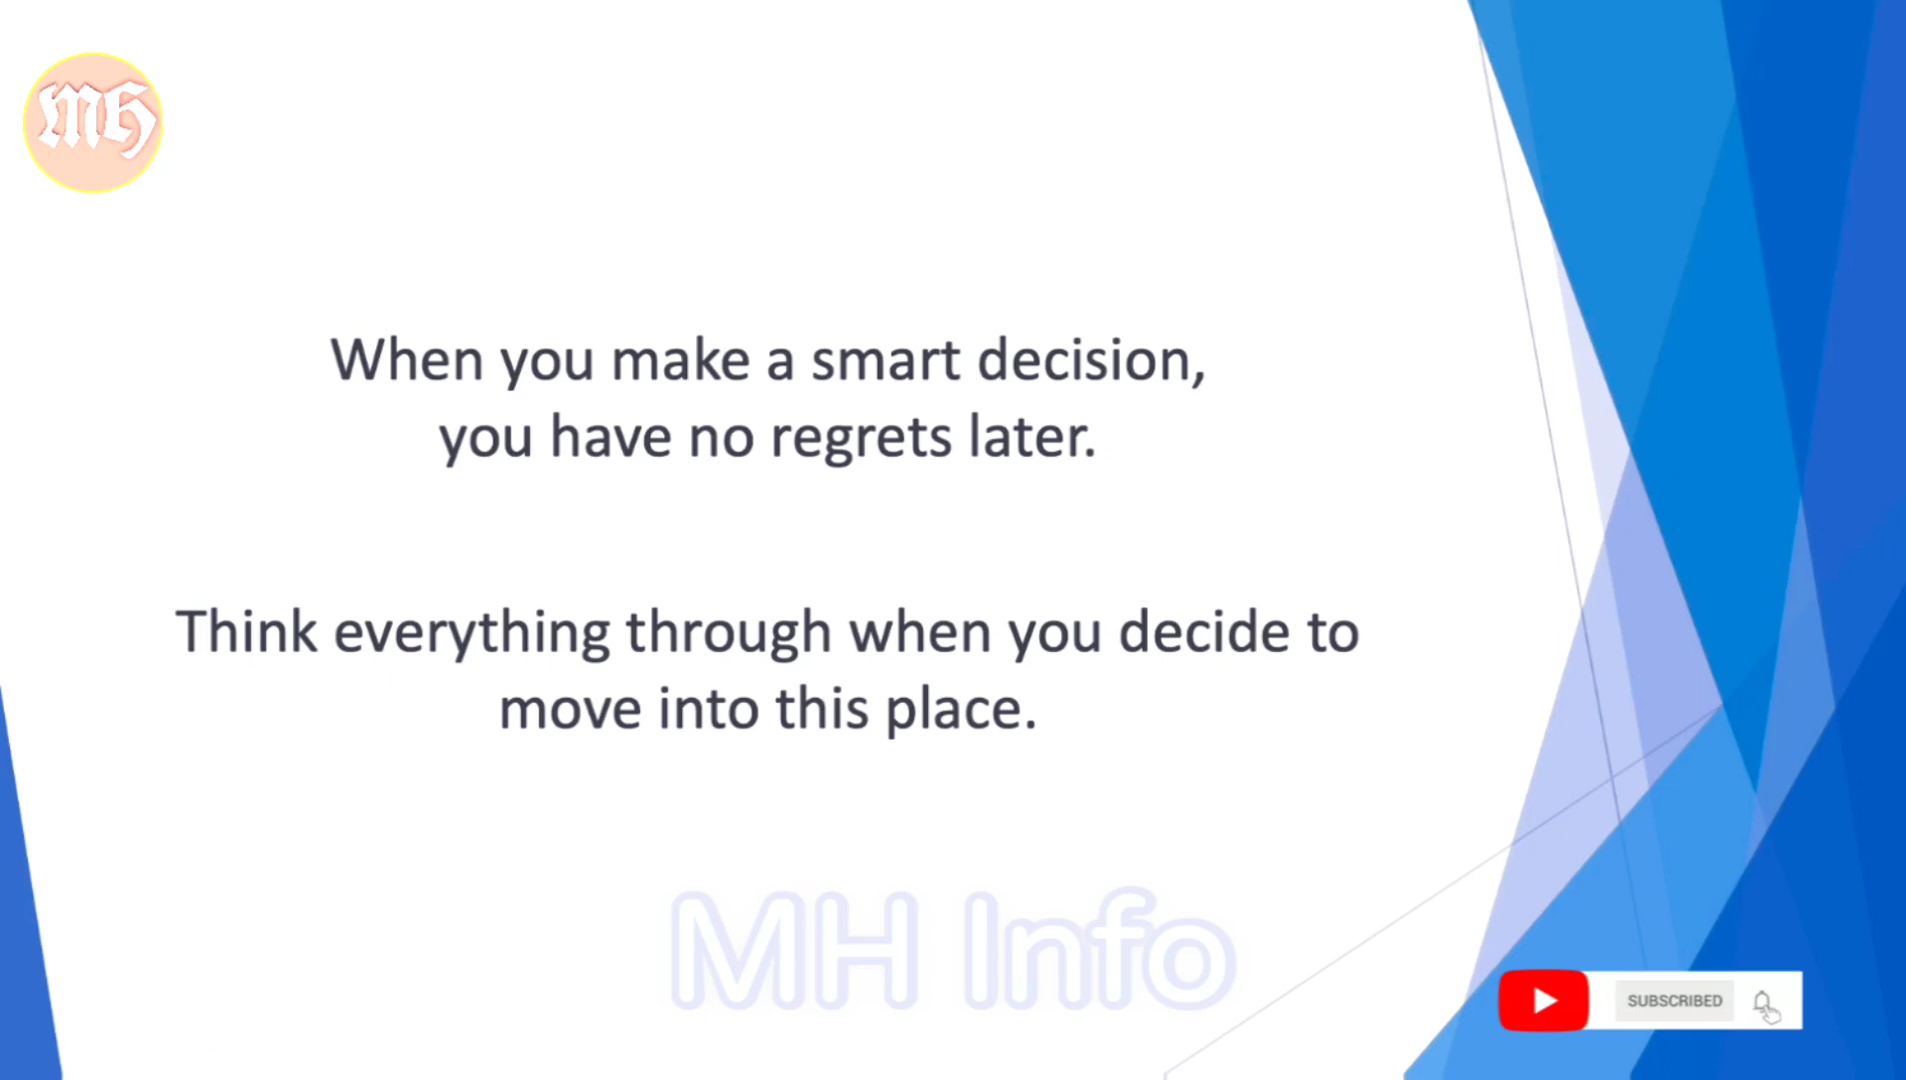 MH
When you make a smart decision,
you have no regrets later.
Think everything through when you decide to
move into this place.
MH Info
SUBSCRIBED